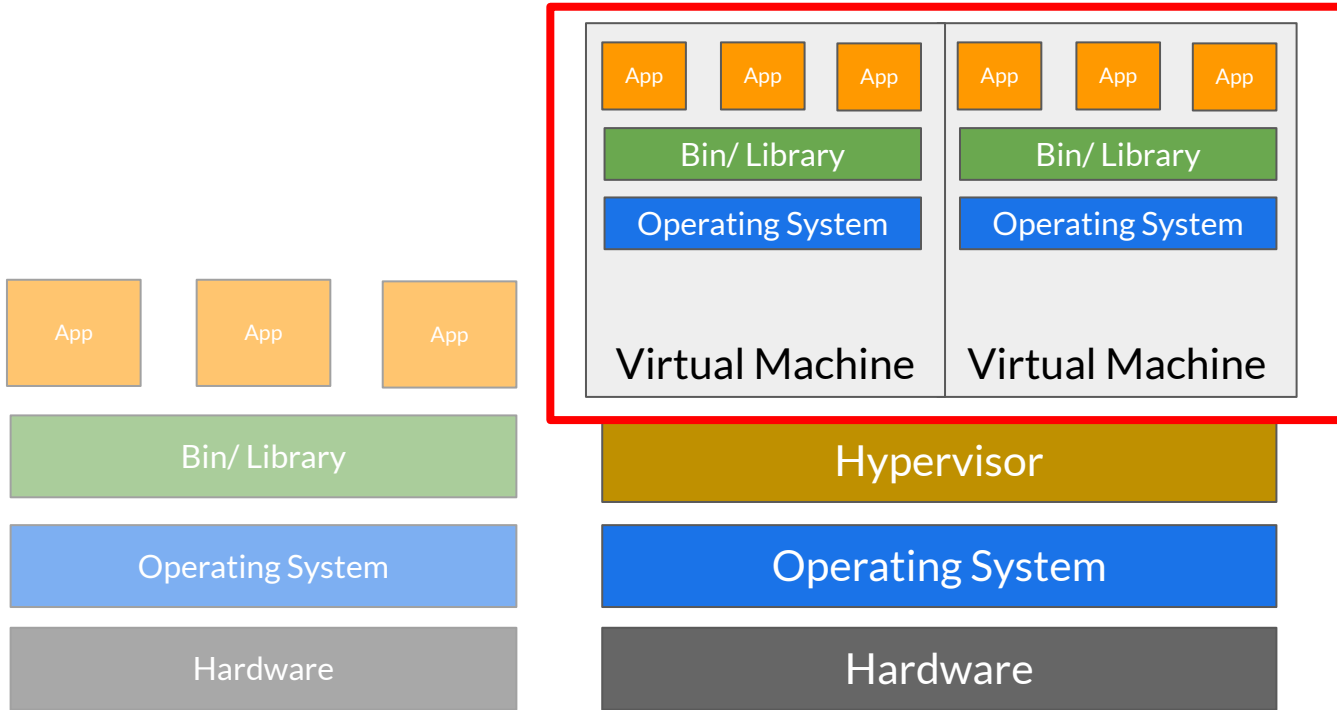 App
App
App
Bin/ Library
Operating System
Hardware
App
App
App
Bin/ Library
Operating System
Virtual Machine
App
App
App
Bin/ Library
Operating System
Virtual Machine
Hypervisor
Operating System
Hardware